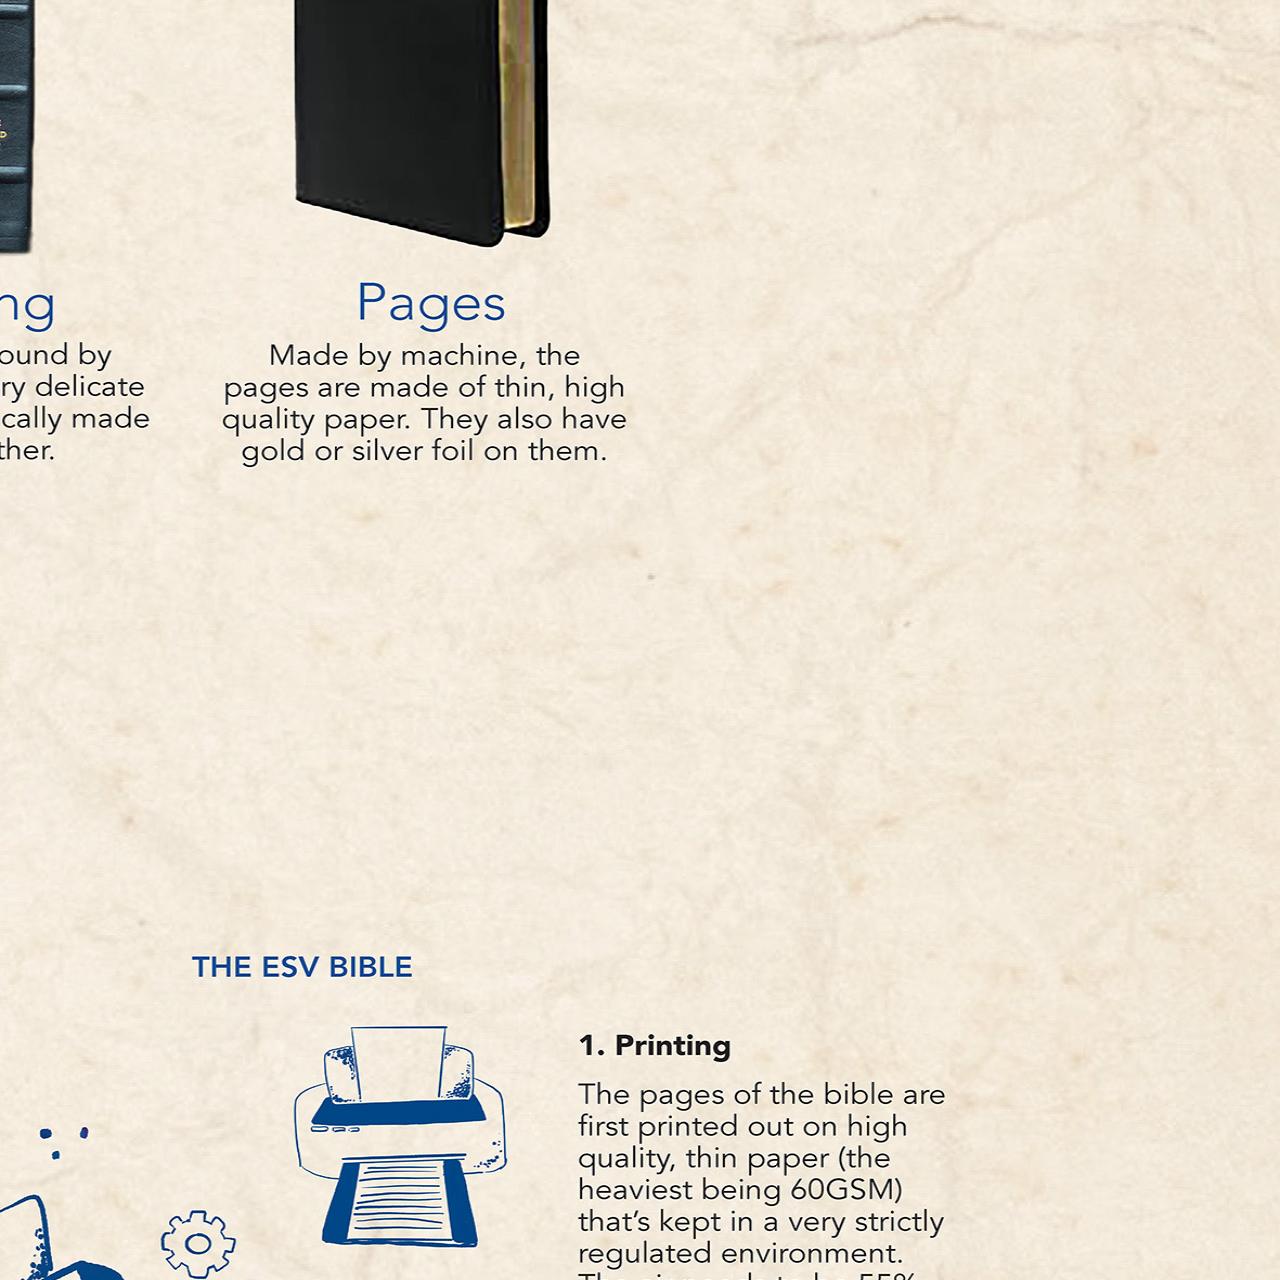 ng
ound by
ry delicate
cally made
ther.
Pages
Made by machine, the
pages are made of thin, high
quality paper. They also have
gold or silver foil on them.
THE ESV BIBLE
1. Printing
The pages of the bible are
first printed out on high
quality, thin paper (the
heaviest being 60GSM)
that's kept in a very strictly
regulated environment.